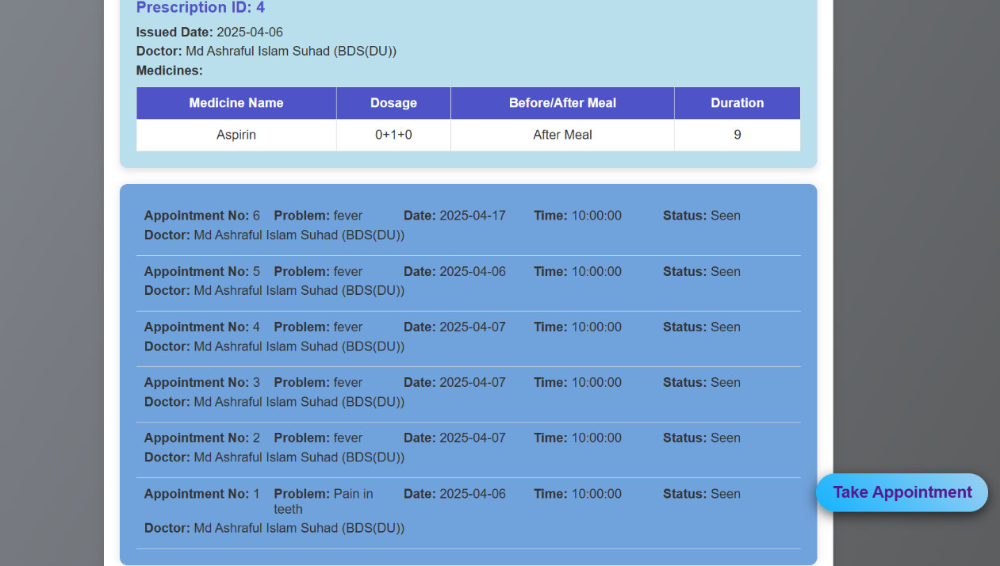 Prescription ID: 4
Issued Date: 2025-04-06
Doctor: Md Ashraful Islam Suhad (BDS(DU))
Medicines:
Medicine Name Dosage Before/After Meal Duration
Aspirin 0+1+0 After Meal 9
Appointment No: 6 Problem: fever Date: 2025-04-17 Time: 10:00:00 Status: Seen
Doctor: Md Ashraful Islam Suhad (BDS(DU))
Appointment No: 5 Problem: fever Date: 2025-04-06 Time: 10:00:00 Status: Seen
Doctor: Md Ashraful Islam Suhad (BDS(DU))
Appointment No: 4 Problem: fever Date: 2025-04-07 Time: 10:00:00 Status: Seen
Doctor: Md Ashraful Islam Suhad (BDS(DU))
Appointment No: 3 Problem: fever Date: 2025-04-07 Time: 10:00:00 Status: Seen
Doctor: Md Ashraful Islam Suhad (BDS(DU))
Appointment No: 2 Problem: fever Date: 2025-04-07 Time: 10:00:00 Status: Seen
Doctor: Md Ashraful Islam Suhad (BDS(DU))
Appointment No: 1 Problem: Pain in Date: 2025-04-06 Time: 10:00:00 Status: Seen
teeth
Doctor: Md Ashraful Islam Suhad (BDS(DU))
Take Appointment